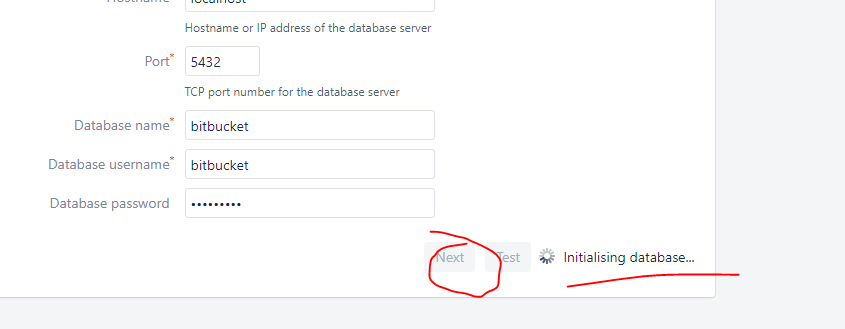 Hostname*
localhost
Hostname or IP address of the database server
Port* 5432
TCP port number for the database server
Database name* bitbucket
Database username* bitbucket
Database password •••••••••
Next Test Initialising database...